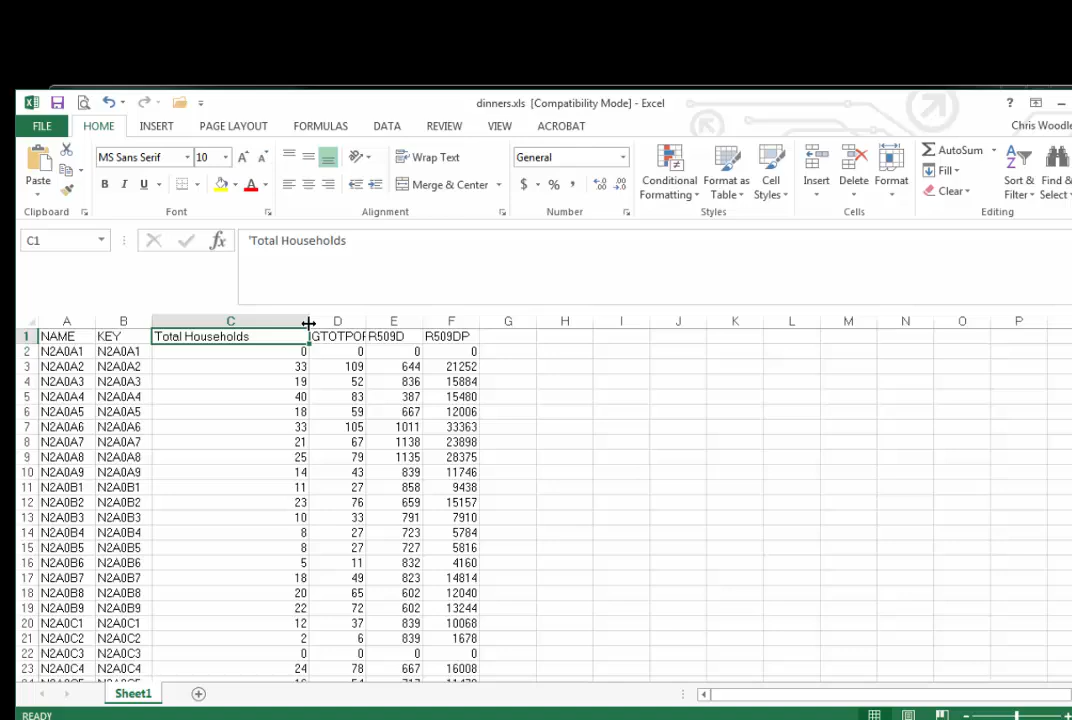 dinners.xls [Compatibility Mode] - Excel
?
FILE HOME INSERT PAGE LAYOUT FORMULAS DATA REVIEW VIEW ACROBAT Chris Woodle
Paste
Clipboard
MS Sans Serif 10
B I U A
Font
Wrap Text
Merge & Center
Alignment
General
$ % ,
Number
Conditional Formatting
Format as Table
Cell Styles
Styles
Insert Delete Format
Cells
AutoSum
Fill
Clear
Sort & Filter
Find & Select
Editing
C1 fx 'Total Households
A B C D E F G H I J K L M N O P
1 NAME KEY Total Households GTOTPOF R509D R509DP
2 N2A0A1 N2A0A1 0 0 0 0
3 N2A0A2 N2A0A2 33 109 644 21252
4 N2A0A3 N2A0A3 19 52 836 15884
5 N2A0A4 N2A0A4 40 83 387 15480
6 N2A0A5 N2A0A5 18 59 667 12006
7 N2A0A6 N2A0A6 33 105 1011 33363
8 N2A0A7 N2A0A7 21 67 1138 23898
9 N2A0A8 N2A0A8 25 79 1135 28375
10 N2A0A9 N2A0A9 14 43 839 11746
11 N2A0B1 N2A0B1 11 27 858 9438
12 N2A0B2 N2A0B2 23 76 659 15157
13 N2A0B3 N2A0B3 10 33 791 7910
14 N2A0B4 N2A0B4 8 27 723 5784
15 N2A0B5 N2A0B5 8 27 727 5816
16 N2A0B6 N2A0B6 5 11 832 4160
17 N2A0B7 N2A0B7 18 49 823 14814
18 N2A0B8 N2A0B8 20 65 602 12040
19 N2A0B9 N2A0B9 22 72 602 13244
20 N2A0C1 N2A0C1 12 37 839 10068
21 N2A0C2 N2A0C2 2 6 839 1678
22 N2A0C3 N2A0C3 0 0 0 0
23 N2A0C4 N2A0C4 24 78 667 16008
Sheet1
READY